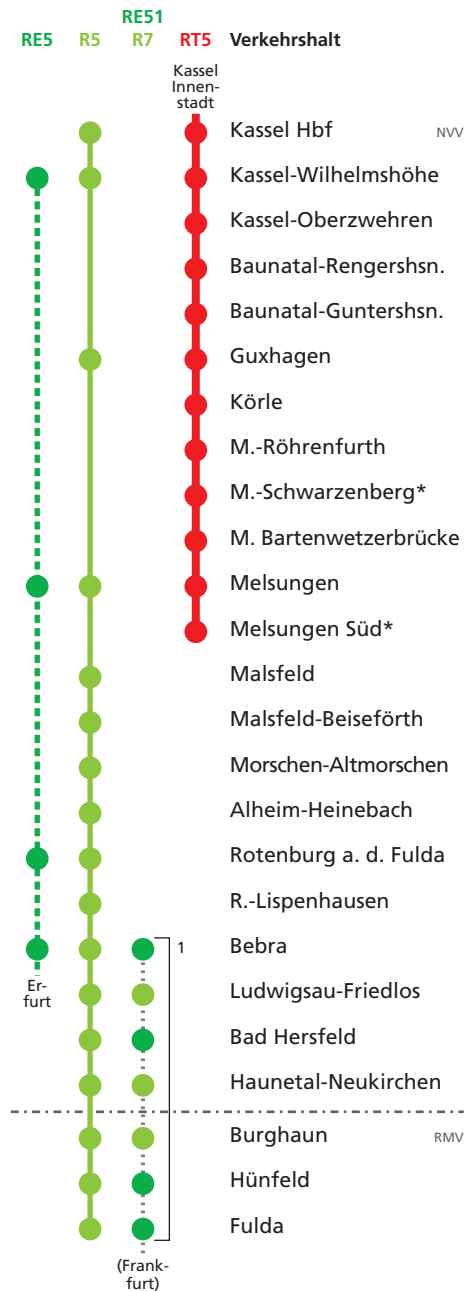 RE51
RE5 R5 R7 RT5 Verkehrshalt
Kassel
Innen-
stadt
Kassel Hbf NVV
Kassel-Wilhelmshöhe
Kassel-Oberzwehren
Baunatal-Rengershsn.
Baunatal-Guntershsn.
Guxhagen
Körle
M.-Röhrenfurth
M.-Schwarzenberg*
M. Bartenwetzerbrücke
Melsungen
Melsungen Süd*
Malsfeld
Malsfeld-Beiseförth
Morschen-Altmorschen
Alheim-Heinebach
Rotenburg a. d. Fulda
R.-Lispenhausen
1 Bebra
Er-
furt
Ludwigsau-Friedlos
Bad Hersfeld
Haunetal-Neukirchen
Burghaun RMV
Hünfeld
Fulda
(Frank-
furt)